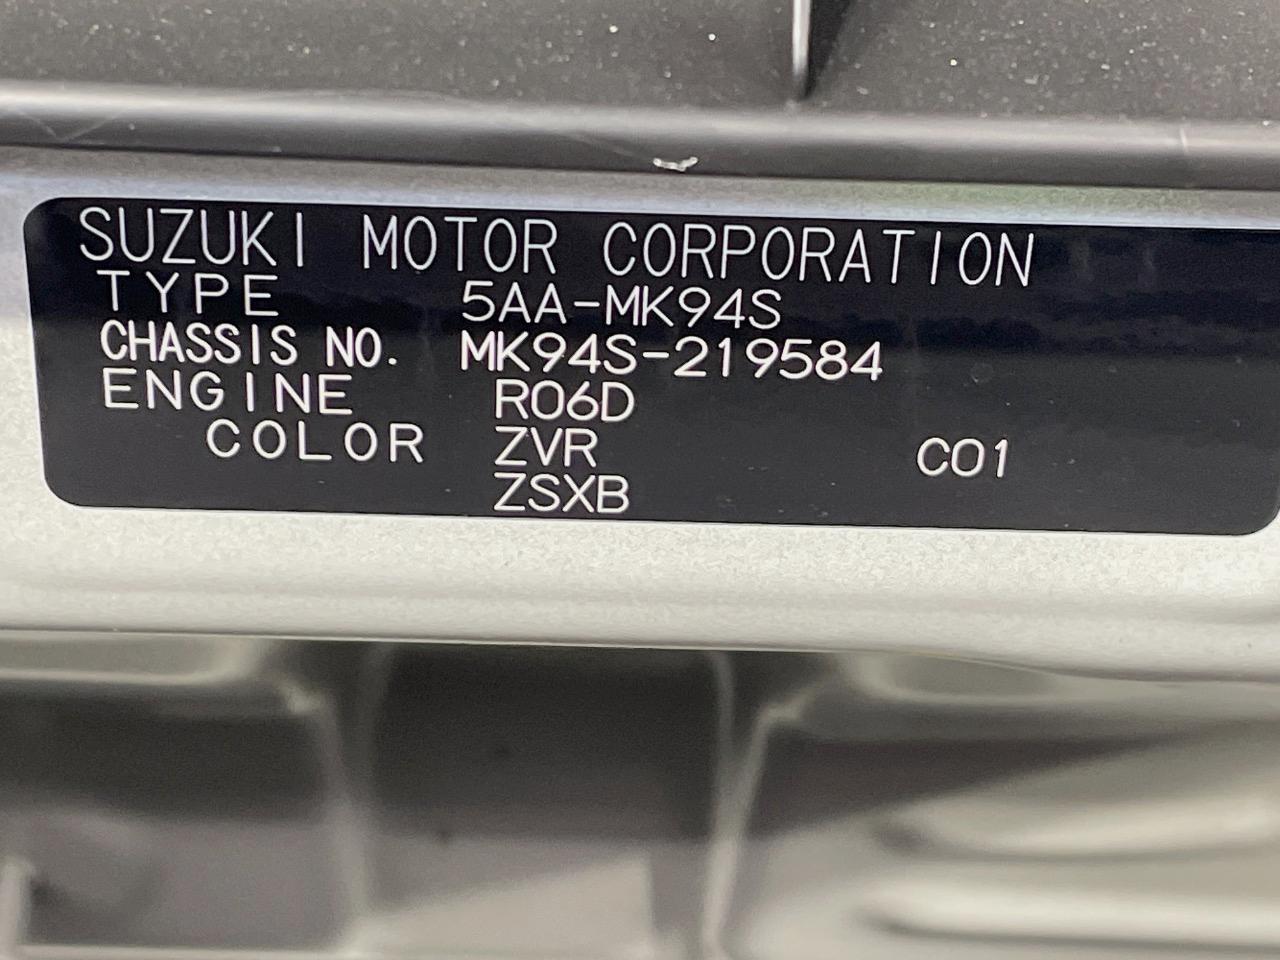 SUZUKI MOTOR CORPORATION
TYPE 5AA-MK94S
CHASSIS NO. MK94S-219584
ENGINE R06D
COLOR ZVR C01
ZSXB